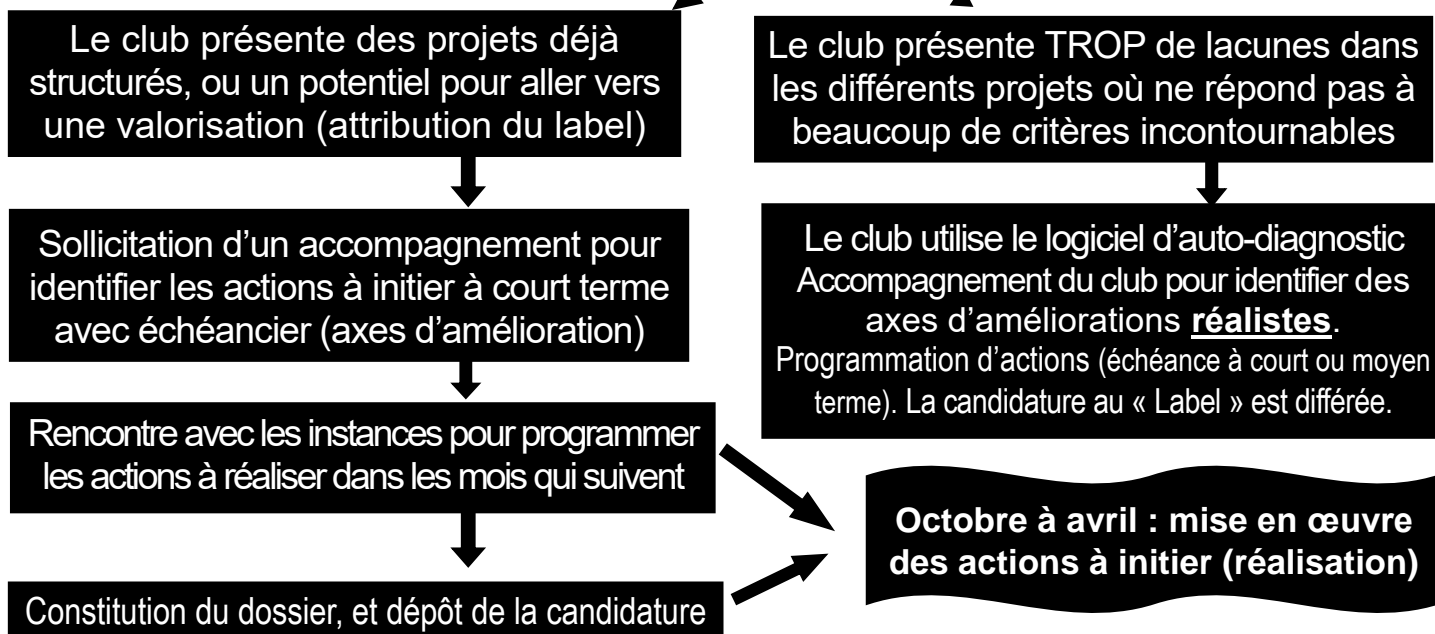 Le club présente des projets déjà
structurés, ou un potentiel pour aller vers
une valorisation (attribution du label)
Sollicitation d’un accompagnement pour
identifier les actions à initier à court terme
avec échéancier (axes d’amélioration)
Rencontre avec les instances pour programmer
les actions à réaliser dans les mois qui suivent
Constitution du dossier, et dépôt de la candidature
Le club présente TROP de lacunes dans
les différents projets où ne répond pas à
beaucoup de critères incontournables
Le club utilise le logiciel d’auto-diagnostic
Accompagnement du club pour identifier des
axes d’améliorations réalistes.
Programmation d’actions (échéance à court ou moyen
terme). La candidature au « Label » est différée.
Octobre à avril : mise en œuvre
des actions à initier (réalisation)